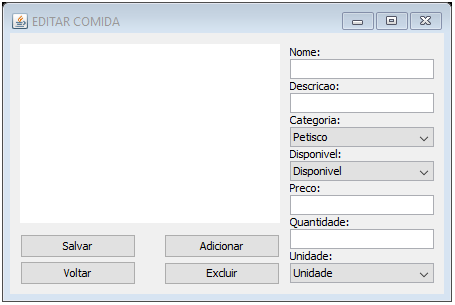 EDITAR COMIDA
Nome:
Descricao:
Categoria:
Petisco
Disponivel:
Disponivel
Preco:
Quantidade:
Unidade:
Unidade
Salvar
Adicionar
Voltar
Excluir